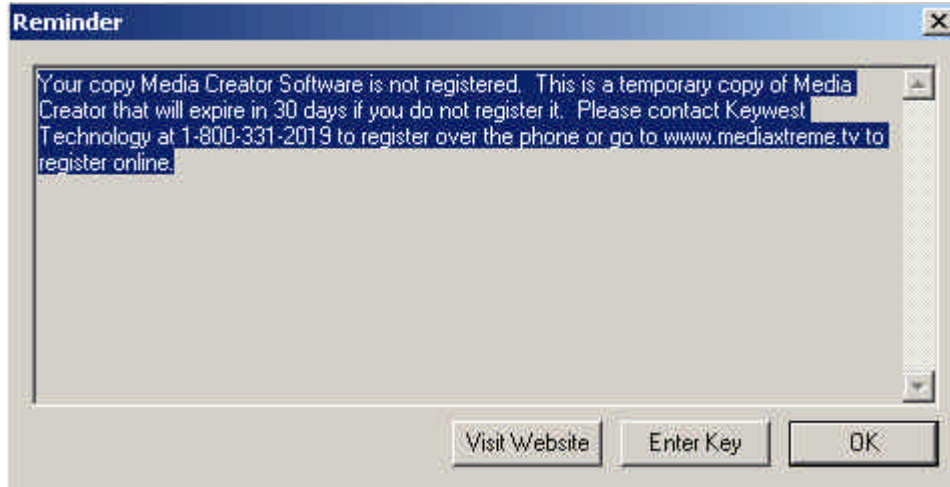 Reminder
Your copy Media Creator Software is not registered.  This is a temporary copy of Media
Creator that will expire in 30 days if you do not register it.  Please contact Keywest
Technology at 1-800-331-2019 to register over the phone or go to www.mediaxtreme.tv to
register online.
Visit Website
Enter Key
OK